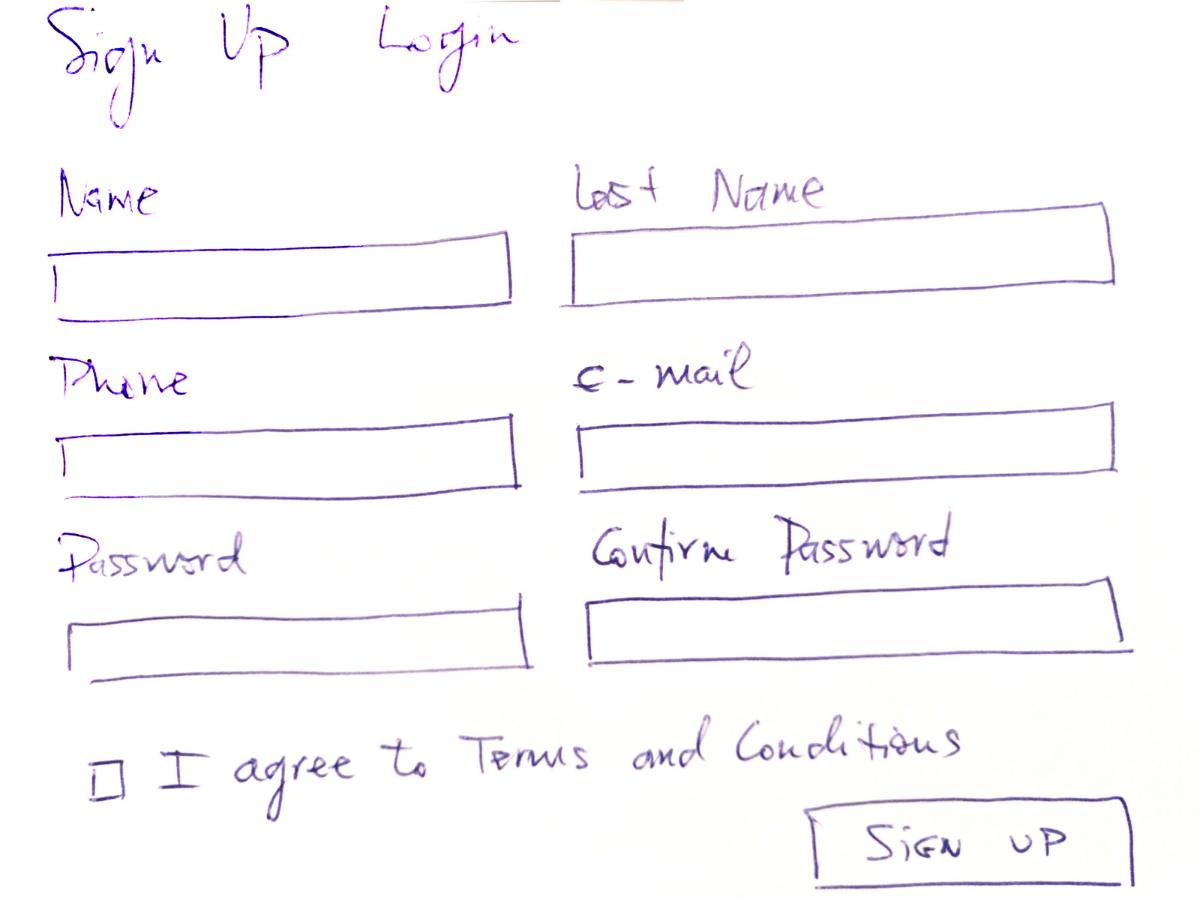 Sign Up Login
Name Last Name
Phone e-mail
Password Confirm Password
I agree to Terms and Conditions
SiGN UP